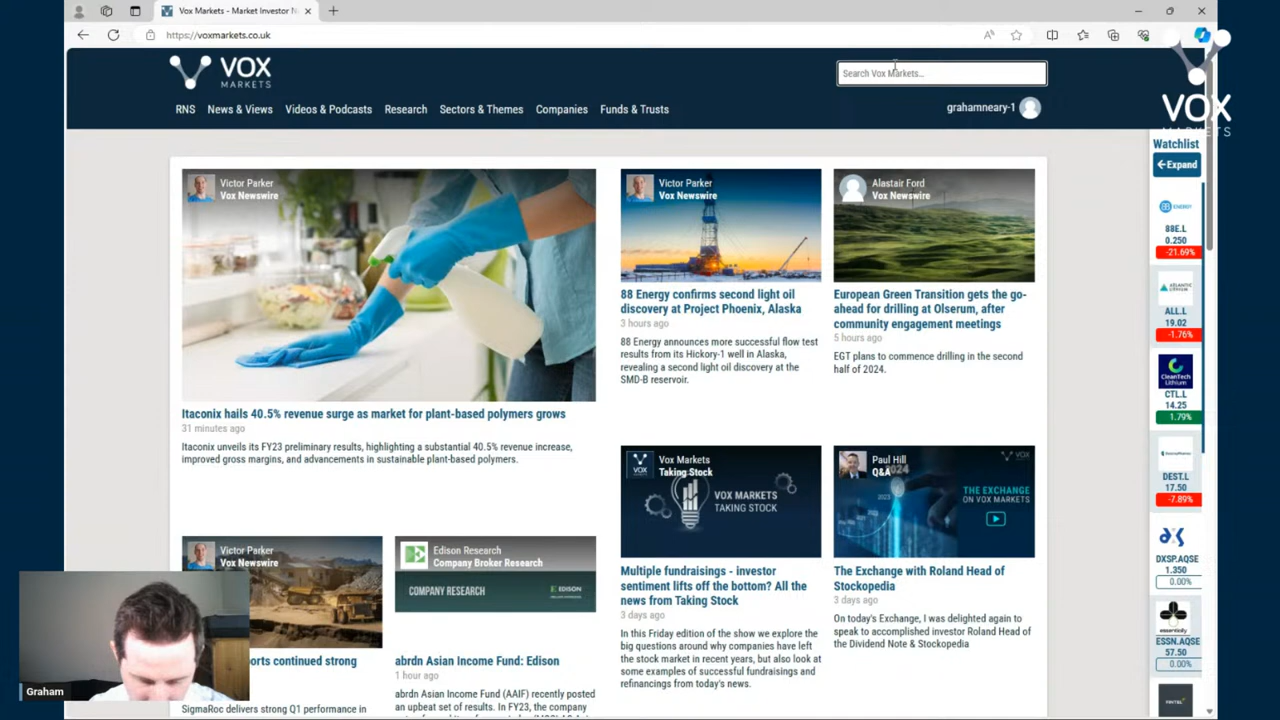 Vox Markets - Market Investor N
https://voxmarkets.co.uk
VOX
MARKETS
Search Vox Markets...
RNS
News & Views
Videos & Podcasts
Research
Sectors & Themes
Companies
Funds & Trusts
grahamneary-1
VOX
MARKETS
Watchlist
Expand
Victor Parker
Vox Newswire
Itaconix hails 40.5% revenue surge as market for plant-based polymers grows
31 minutes ago
Itaconix unveils its FY23 preliminary results, highlighting a substantial 40.5% revenue increase,
improved gross margins, and advancements in sustainable plant-based polymers.
Victor Parker
Vox Newswire
88 Energy confirms second light oil
discovery at Project Phoenix, Alaska
3 hours ago
88 Energy announces more successful flow test
results from its Hickory-1 well in Alaska,
revealing a second light oil discovery at the
SMD-B reservoir.
Alastair Ford
Vox Newswire
European Green Transition gets the go-
ahead for drilling at Olserum, after
community engagement meetings
5 hours ago
EGT plans to commence drilling in the second
half of 2024.
Vox Markets
Taking Stock
VOX
VOX MARKETS
TAKING STOCK
Multiple fundraisings - investor
sentiment lifts off the bottom? All the
news from Taking Stock
3 days ago
In this Friday edition of the show we explore the
big questions around why companies have left
the stock market in recent years, but also look at
some examples of successful fundraisings and
refinancings from today's news.
Paul Hill
Q&A
2024
2023
VOX
THE EXCHANGE
ON VOX MARKETS
The Exchange with Roland Head of
Stockopedia
3 days ago
On today's Exchange, I was delighted again to
speak to accomplished investor Roland Head of
the Dividend Note & Stockopedia
Victor Parker
Vox Newswire
orts continued strong
SigmaRoc delivers strong Q1 performance in
Edison Research
Company Broker Research
COMPANY RESEARCH
EDISON
abrdn Asian Income Fund: Edison
1 hour ago
abrdn Asian Income Fund (AAIF) recently posted
an upbeat set of results. In FY23, the company
88E.L
0.250
-21.69%
ATLANTIC
LITHIUM
ALL.L
19.02
-1.76%
CleanTech
Lithium
CTL.L
14.25
1.79%
DEST.L
17.50
-7.89%
DXSP.AQSE
1.350
0.00%
essentially
ESSN.AQSE
57.50
0.00%
FINTEL
Graham